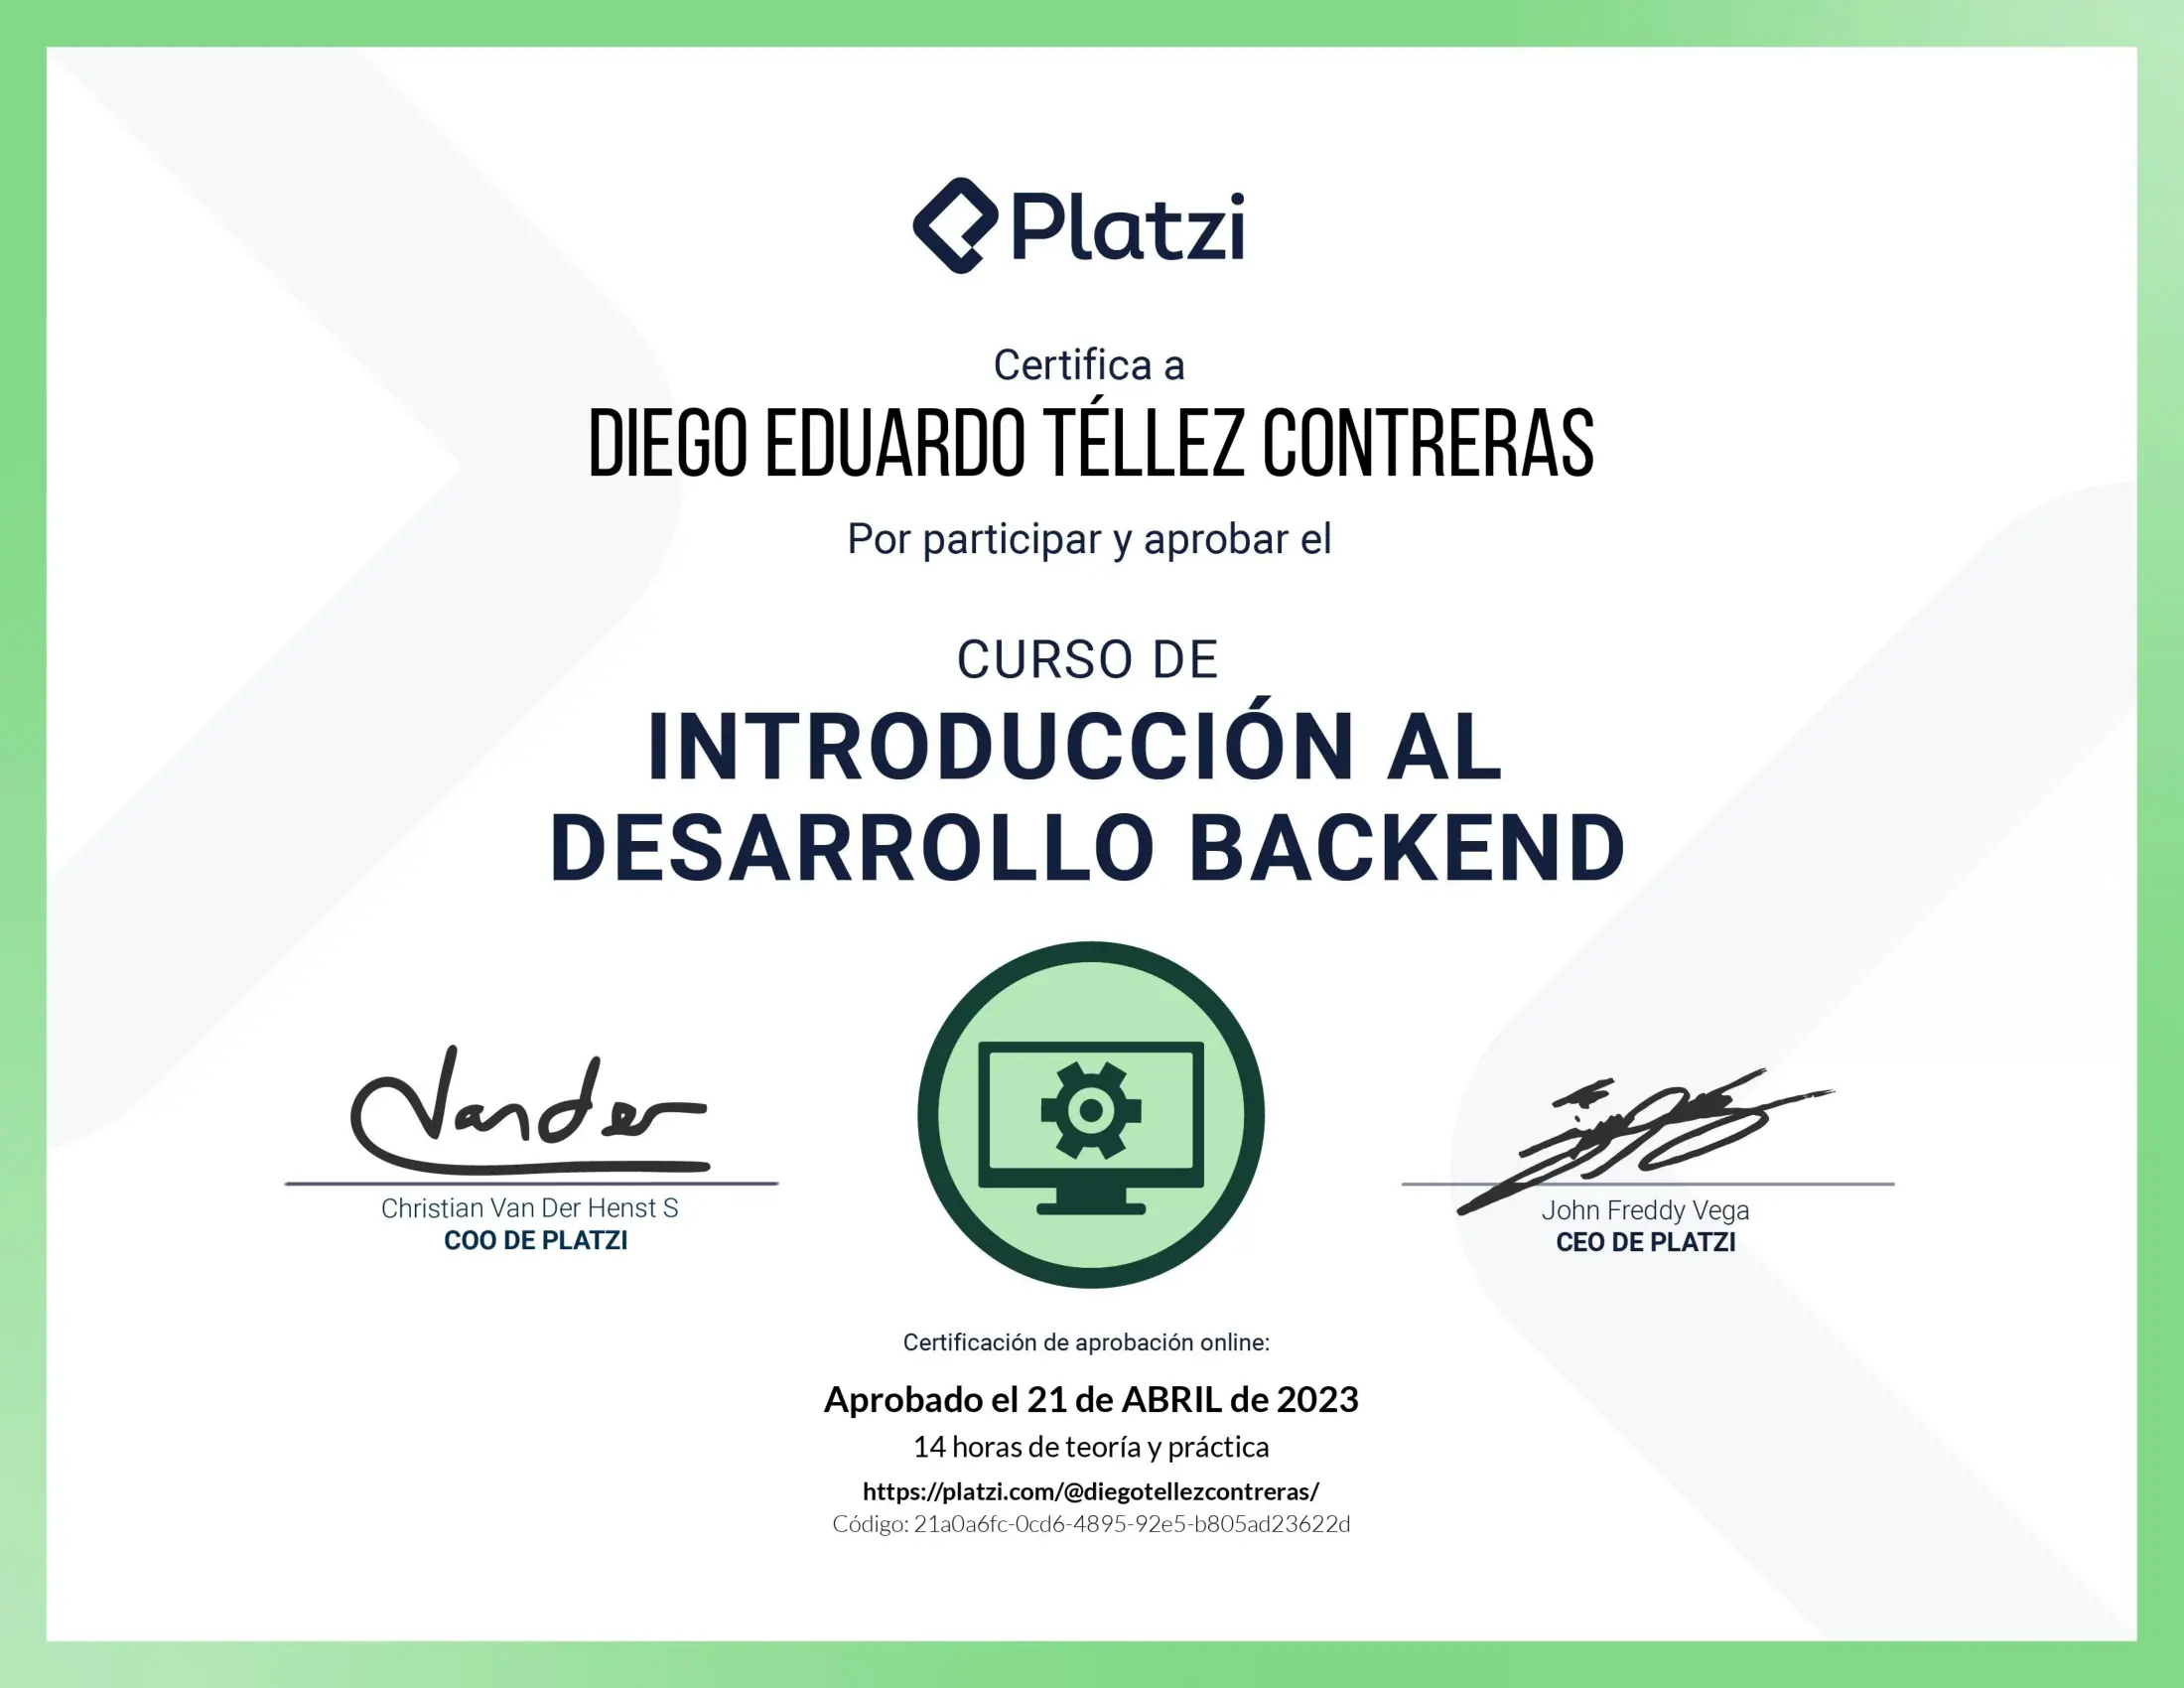 Platzi
Certifica a
DIEGO EDUARDO TÉLLEZ CONTRERAS
Por participar y aprobar el
CURSO DE
INTRODUCCIÓN AL
DESARROLLO BACKEND
Vander
Christian Van Der Henst S
COO DE PLATZI
John Freddy Vega
CEO DE PLATZI
Certificación de aprobación online:
Aprobado el 21 de ABRIL de 2023
14 horas de teoría y práctica
https://platzi.com/@diegotellezcontreras/
Código: 21a0a6fc-0cd6-4895-92e5-b805ad23622d